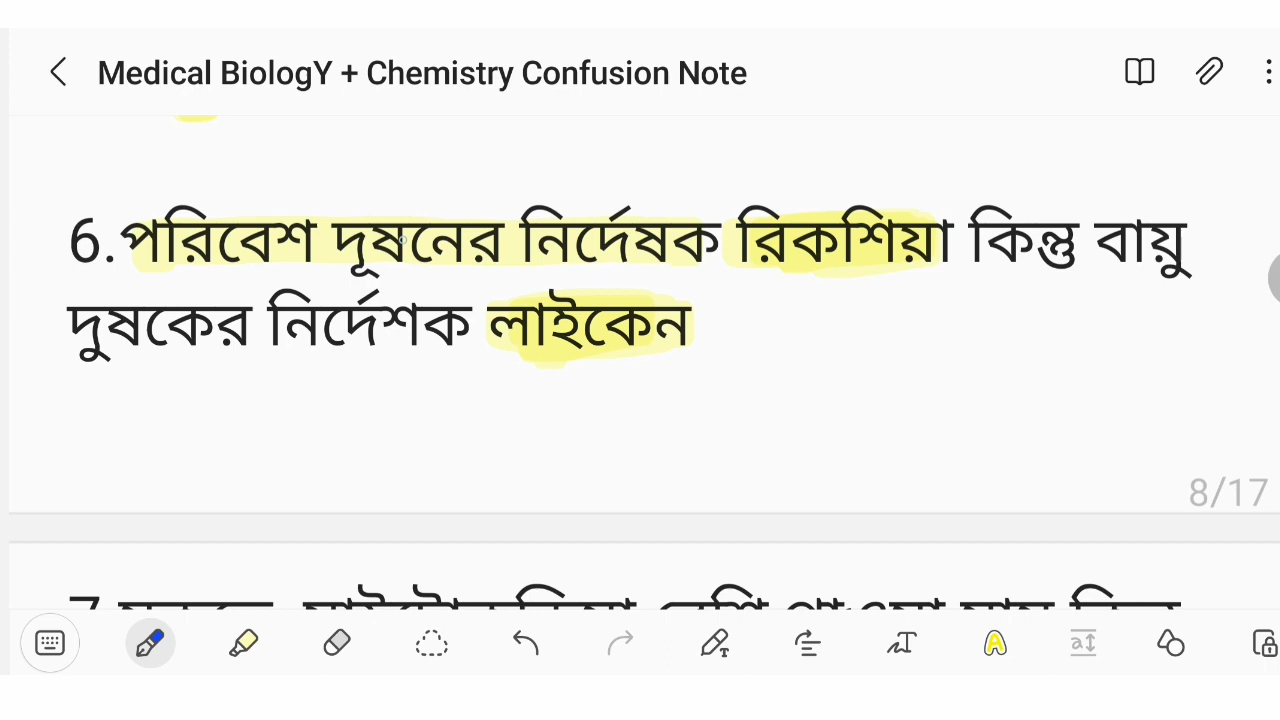 Medical BiologY + Chemistry Confusion Note
6.পরিবেশ দূষনের নির্দেষক রিকশিয়া কিন্তু বায়ু
দুষকের নির্দেশক লাইকেন
8/17